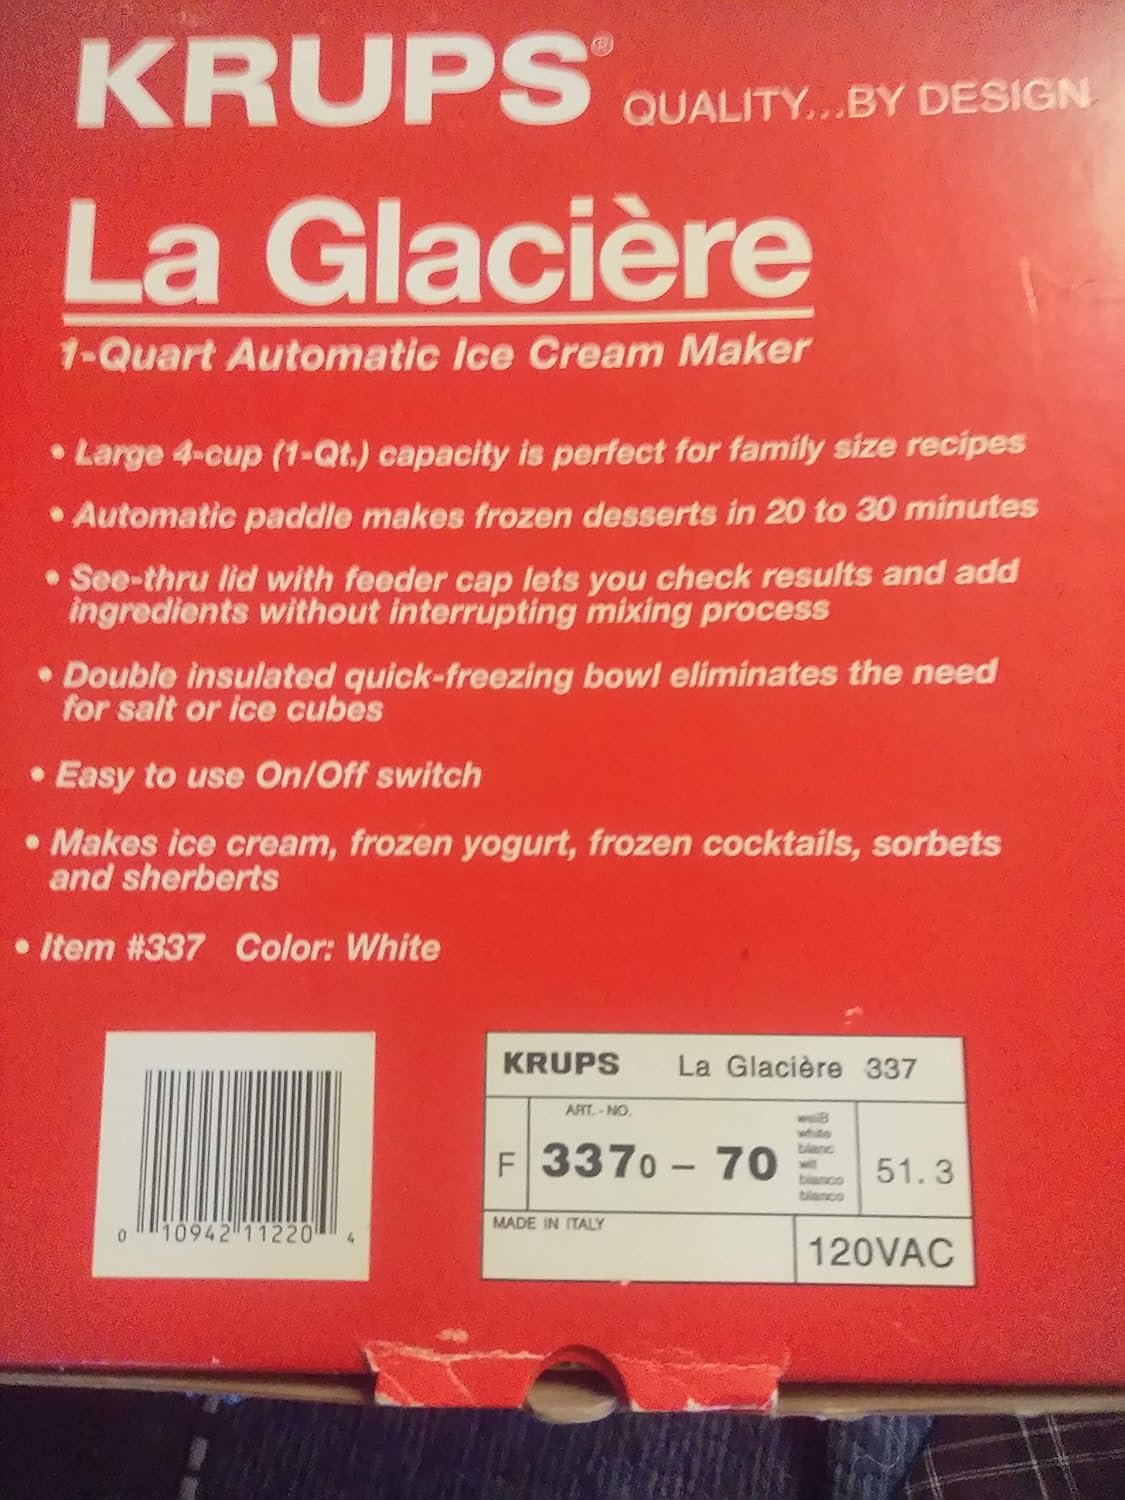 KRUPS® QUALITY...BY DESIGN
La Glacière
1-Quart Automatic Ice Cream Maker
• Large 4-cup (1-Qt.) capacity is perfect for family size recipes
• Automatic paddle makes frozen desserts in 20 to 30 minutes
• See-thru lid with feeder cap lets you check results and add
ingredients without interrupting mixing process
• Double insulated quick-freezing bowl eliminates the need
for salt or ice cubes
• Easy to use On/Off switch
• Makes ice cream, frozen yogurt, frozen cocktails, sorbets
and sherberts
• Item #337 Color: White
0 10942 11220 4
KRUPS La Glacière 337
ART.-NO.
F 3370 - 70
weiß
white
blanc
wit
bianco
blanco
51.3
MADE IN ITALY
120VAC